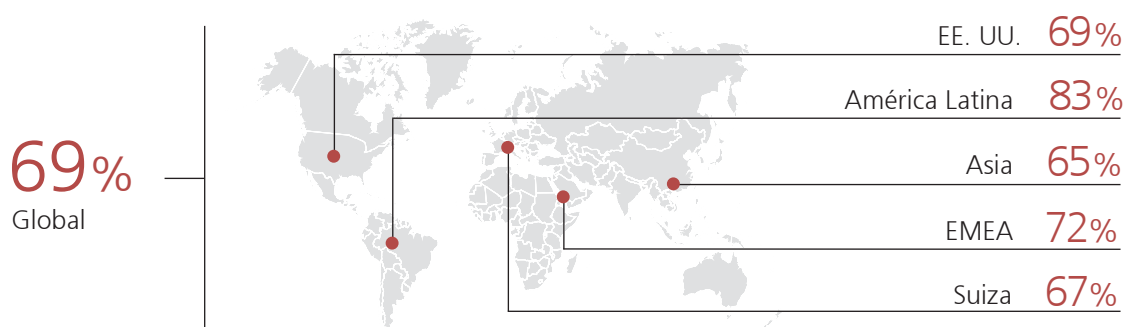 69%
Global
EE. UU. 69%
América Latina 83%
Asia 65%
EMEA 72%
Suiza 67%